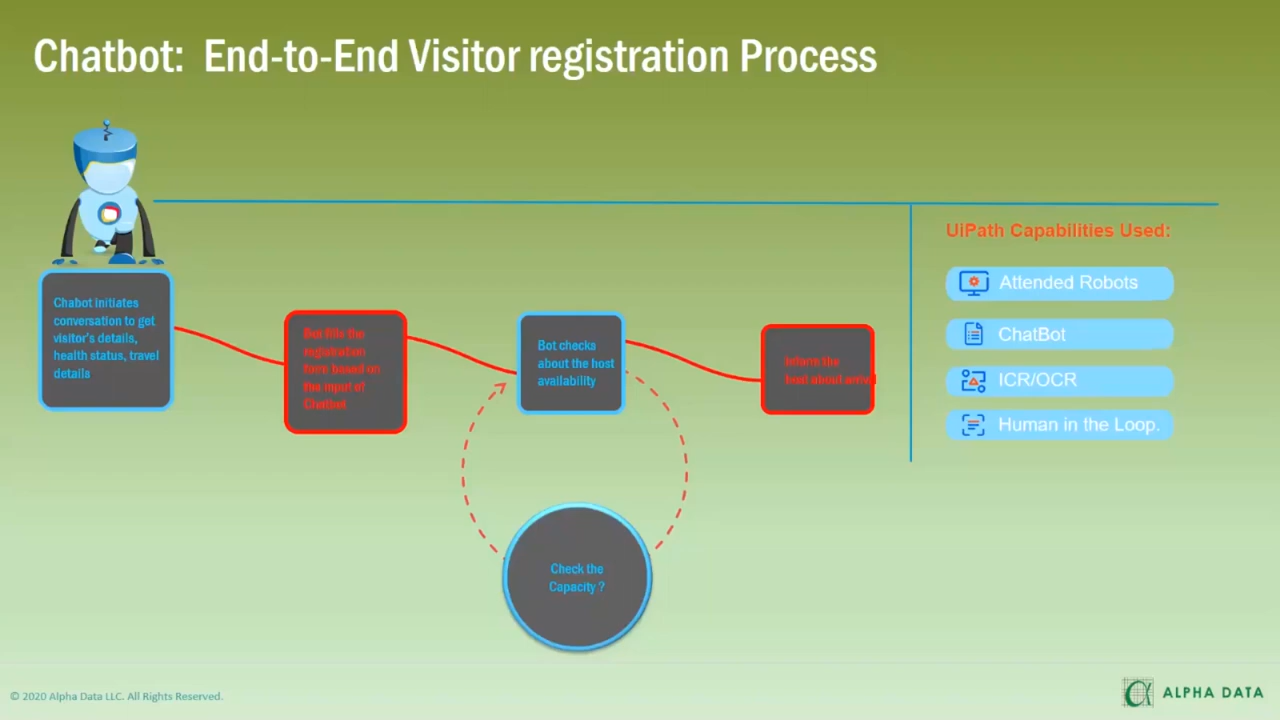 Chatbot: End-to-End Visitor registration Process
UiPath Capabilities Used:
Attended Robots
ChatBot
ICR/OCR
Human in the Loop.
Chabot initiates
conversation to get
visitor's details,
health status, travel
details
Bot fills the
registration
form based on
the input of
Chatbot
Bot checks
about the host
availability
Inform the
host about arrival
Check the
Capacity ?
© 2020 Alpha Data LLC. All Rights Reserved.
ALPHA DATA